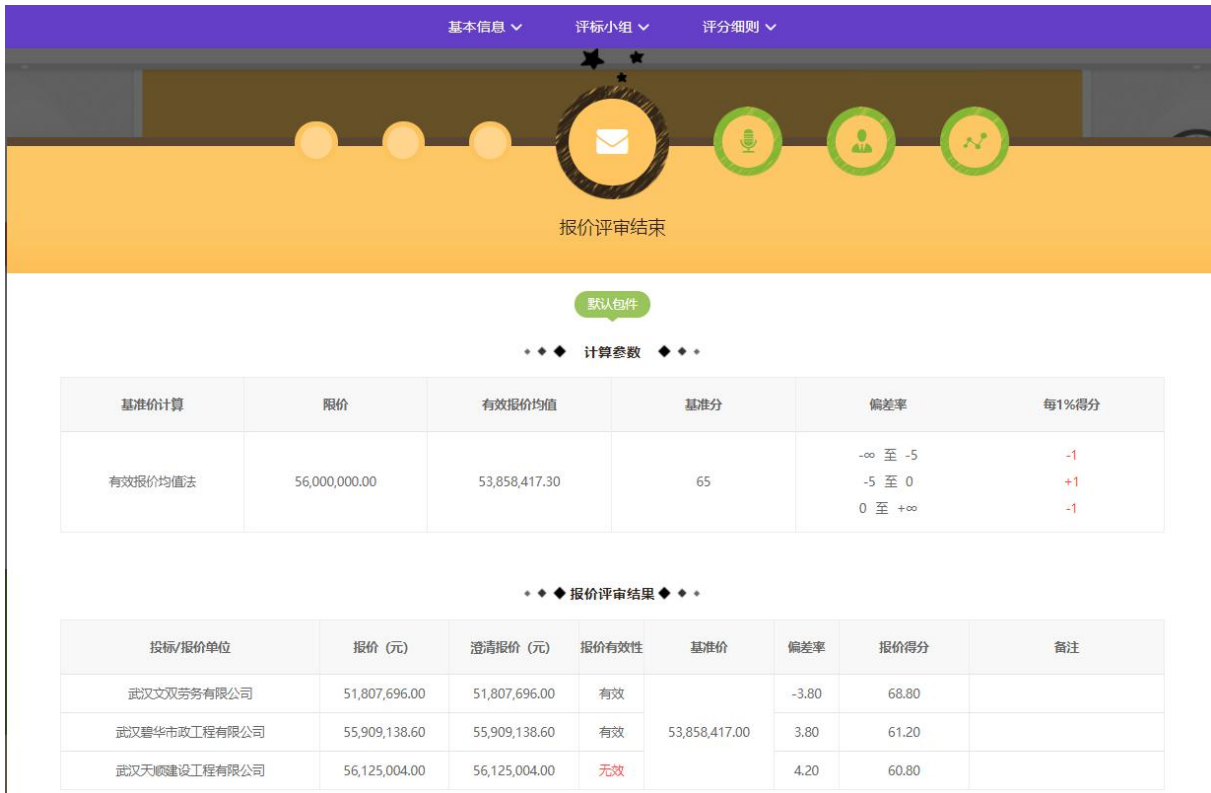 基本信息 评标小组 评分细则
报价评审结束
默认包件
计算参数
基准价计算 限价 有效报价均值 基准分 偏差率 每1%得分
有效报价均值法 56,000,000.00 53,858,417.30 65
-∞ 至 -5 -1
-5 至 0 +1
0 至 +∞ -1
报价评审结果
投标/报价单位 报价（元） 澄清报价（元） 报价有效性 基准价 偏差率 报价得分 备注
武汉文双劳务有限公司 51,807,696.00 51,807,696.00 有效 -3.80 68.80
武汉碧华市政工程有限公司 55,909,138.60 55,909,138.60 有效 53,858,417.00 3.80 61.20
武汉天顺建设工程有限公司 56,125,004.00 56,125,004.00 无效 4.20 60.80